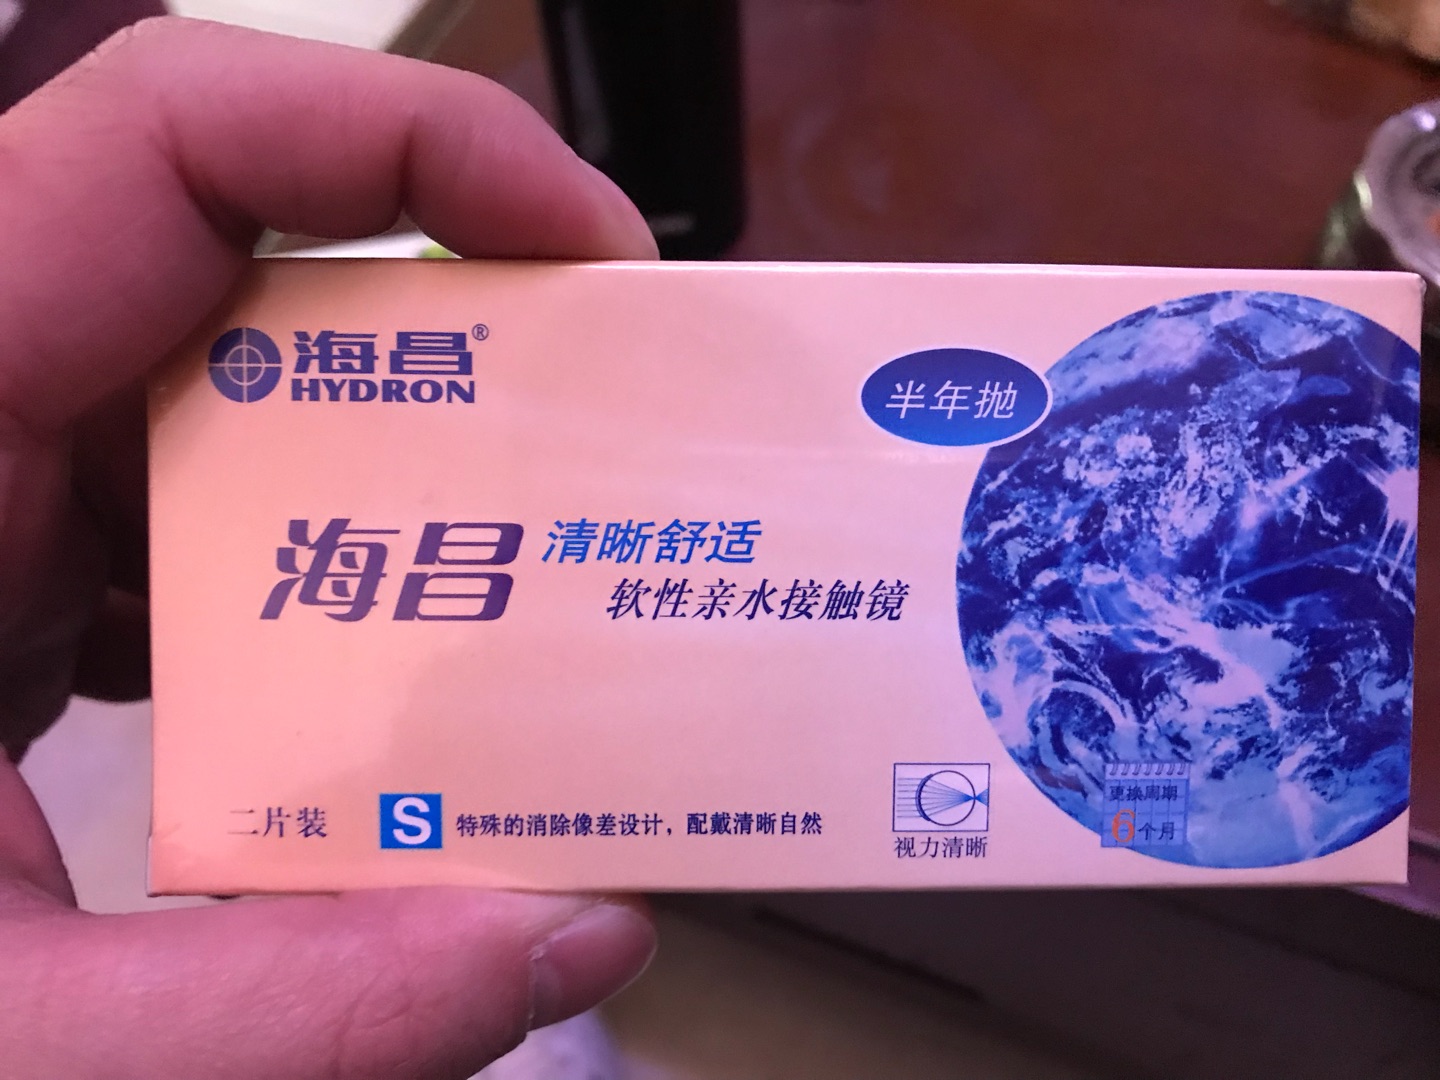 海昌®
HYDRON
半年抛
海昌 清晰舒适
软性亲水接触镜
二片装
S 特殊的消除像差设计，配戴清晰自然
视力清晰
更换周期
6个月